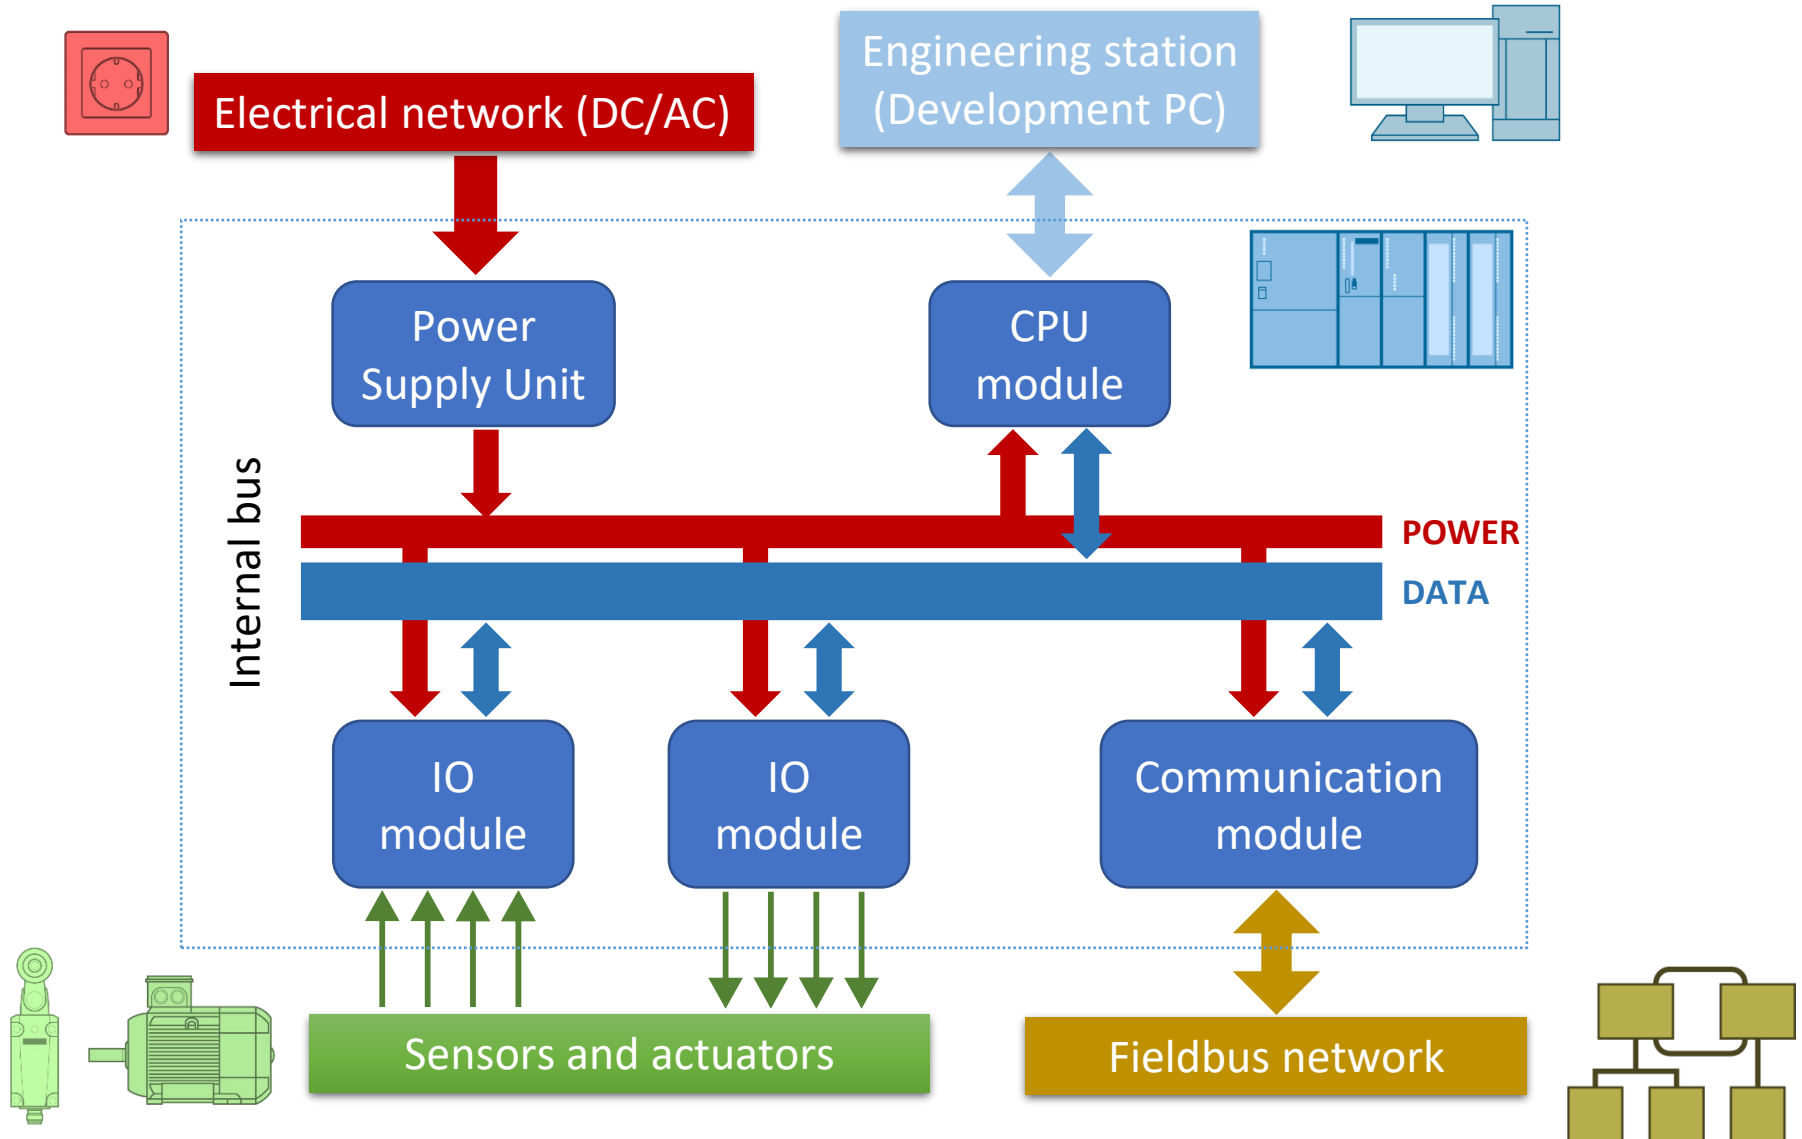 Electrical network (DC/AC)
Engineering station
(Development PC)
Power
Supply Unit
CPU
module
Internal bus
POWER
DATA
IO
module
IO
module
Communication
module
Sensors and actuators
Fieldbus network